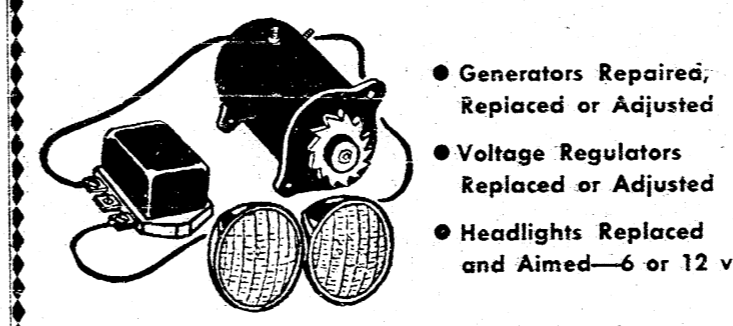 ● Generators Repaired,
Replaced or Adjusted
● Voltage Regulators
Replaced or Adjusted
● Headlights Replaced
and Aimed—6 or 12 v